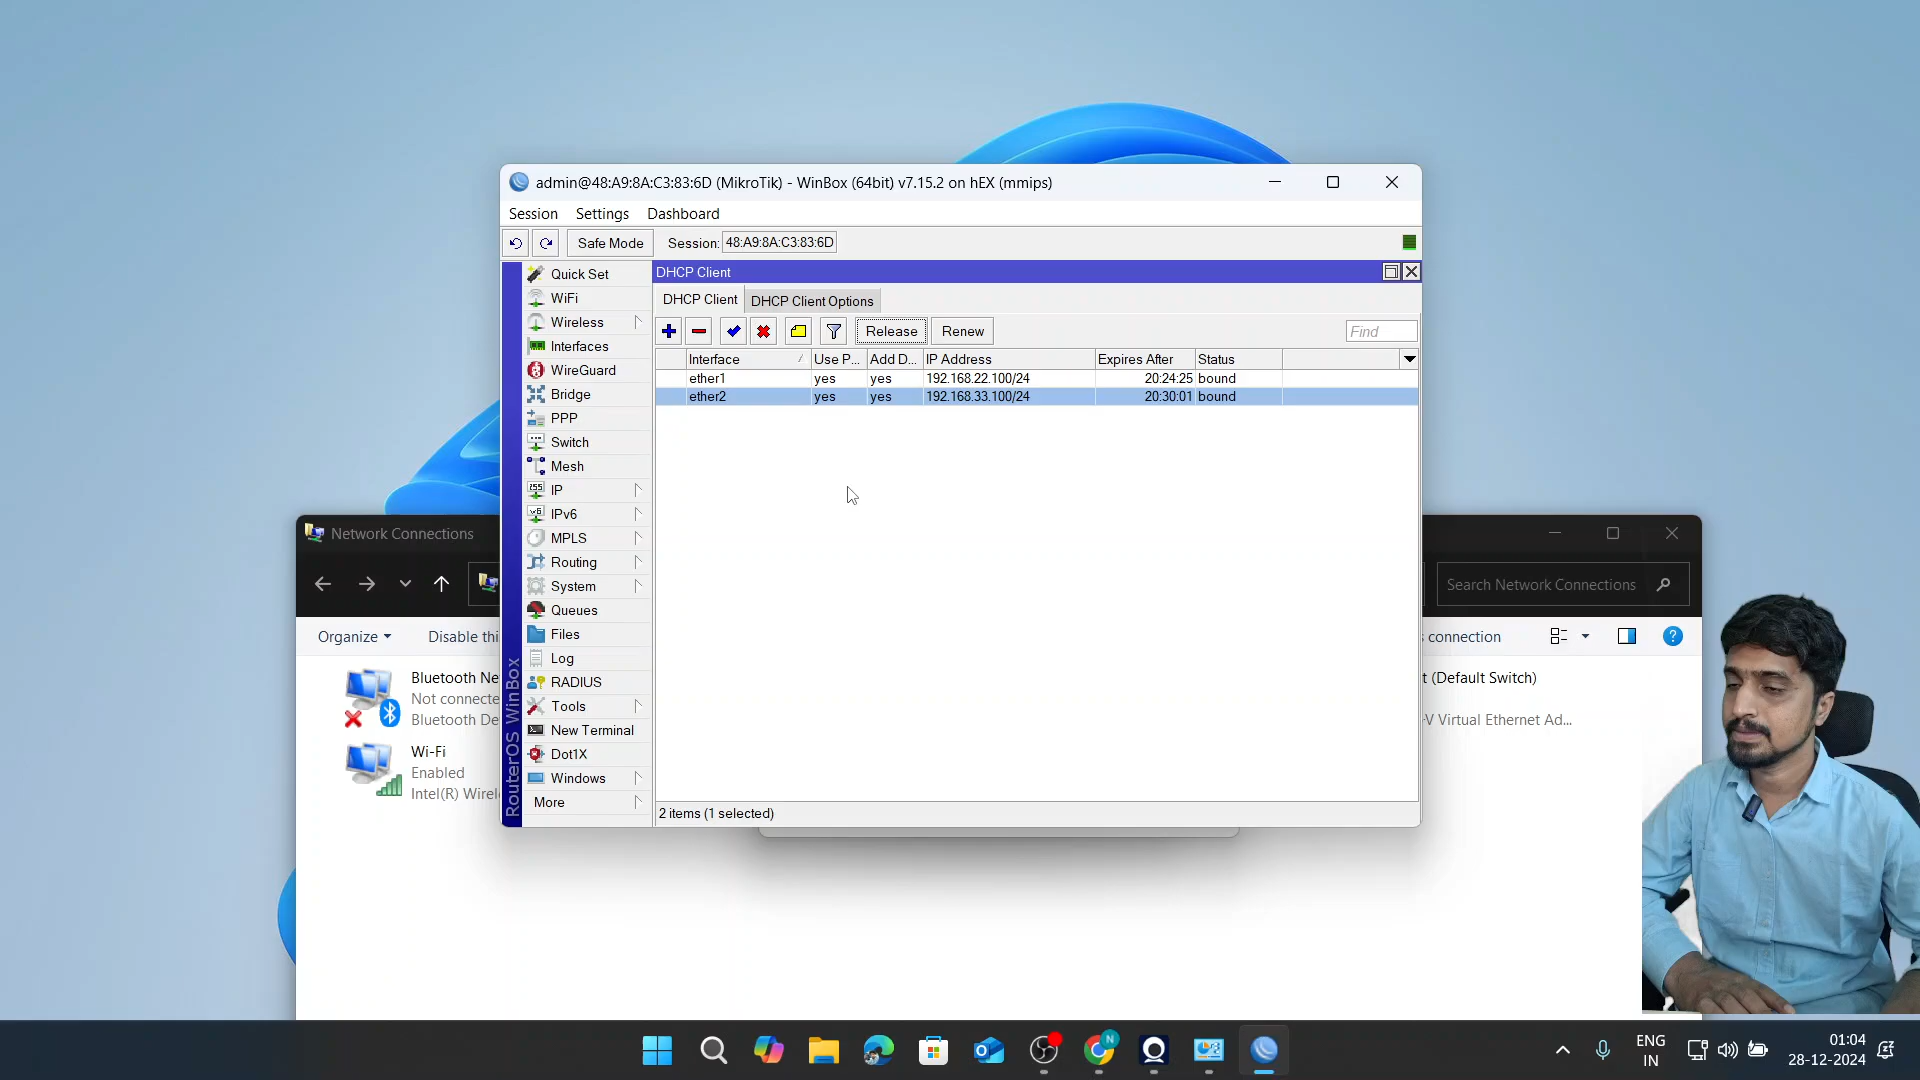 admin@48:A9:8A:C3:83:6D (MikroTik) - WinBox (64bit) v7.15.2 on hEX (mmips)
Session Settings Dashboard
Safe Mode Session: 48:A9:8A:C3:83:6D
DHCP Client
DHCP Client DHCP Client Options
Release Renew Find
Interface Use P... Add D... IP Address Expires After Status
ether1 yes yes 192.168.22.100/24 20:24:25 bound
ether2 yes yes 192.168.33.100/24 20:30:01 bound
2 items (1 selected)
Quick Set
WiFi
Wireless
Interfaces
WireGuard
Bridge
PPP
Switch
Mesh
IP
IPv6
MPLS
Routing
System
Queues
Files
Log
RADIUS
Tools
New Terminal
Dot1X
Windows
More
RouterOS WinBox
Network Connections
Search Network Connections
Organize Disable thi
s connection
Bluetooth Ne
Not connecte
Bluetooth De
Wi-Fi
Enabled
Intel(R) Wirel
t (Default Switch)
-V Virtual Ethernet Ad...
ENG
IN
01:04
28-12-2024